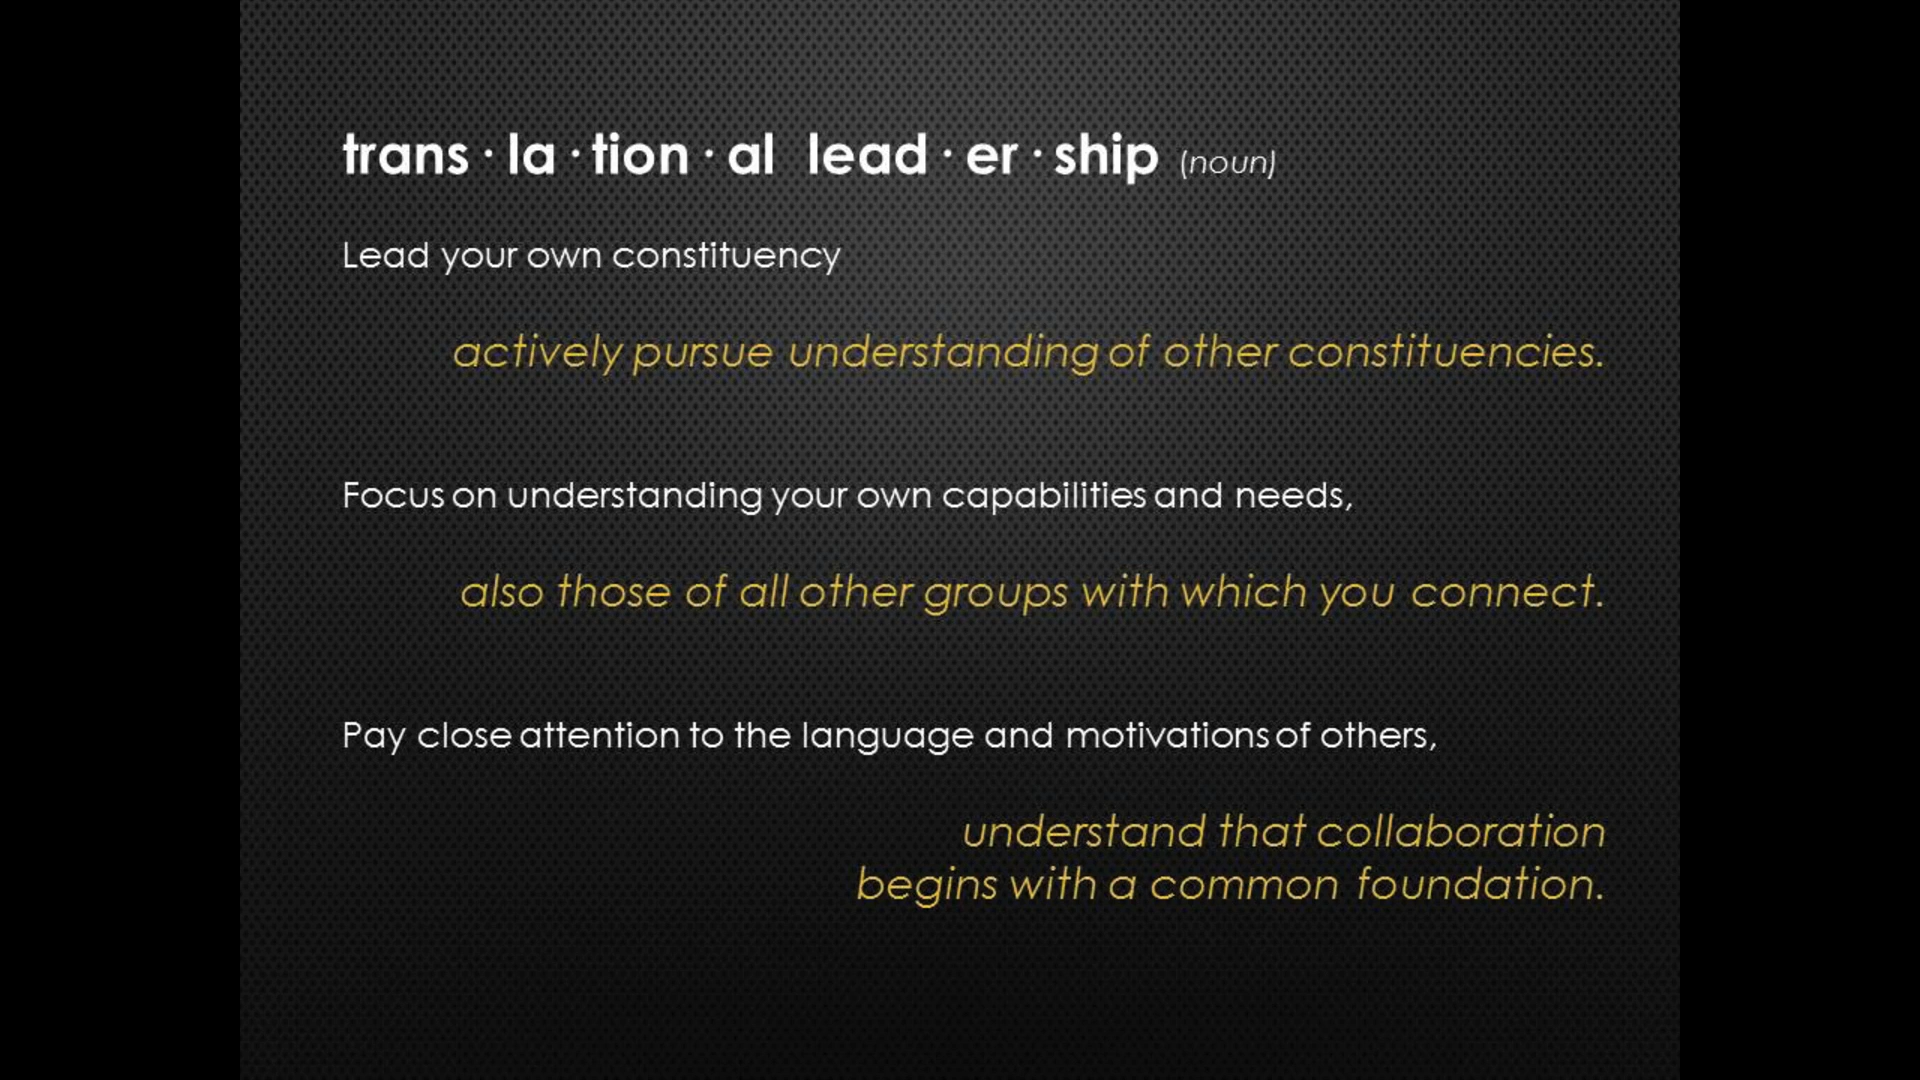 trans · la · tion · al lead · er · ship (noun)
Lead your own constituency
actively pursue understanding of other constituencies.
Focus on understanding your own capabilities and needs,
also those of all other groups with which you connect.
Pay close attention to the language and motivations of others,
understand that collaboration
begins with a common foundation.